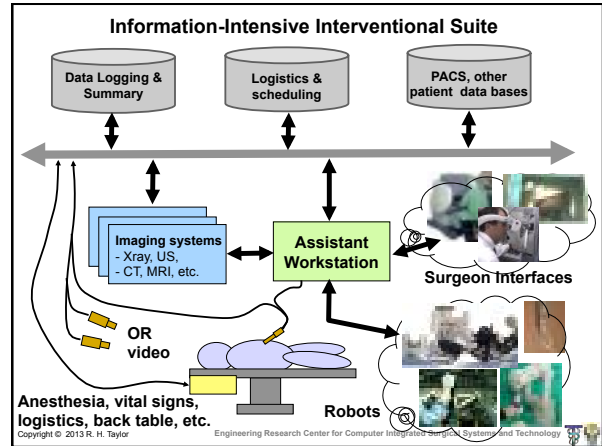 Information-Intensive Interventional Suite
Data Logging &
Summary
Logistics &
scheduling
PACS, other
patient data bases
Imaging systems
- Xray, US,
- CT, MRI, etc.
Assistant
Workstation
Surgeon Interfaces
OR
video
Anesthesia, vital signs,
logistics, back table, etc.
Robots
Copyright © 2013 R. H. Taylor
Engineering Research Center for Computer Integrated Surgical Systems and Technology